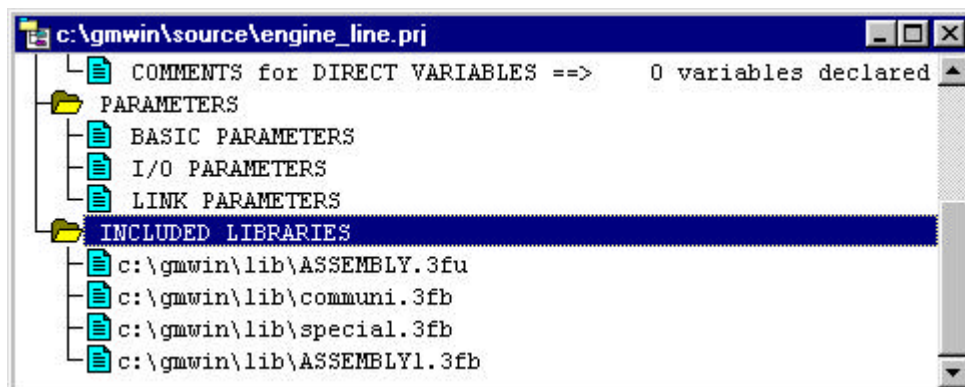 c:\gmwin\source\engine_line.prj
COMMENTS for DIRECT VARIABLES ==>    0 variables declared
PARAMETERS
BASIC PARAMETERS
I/O PARAMETERS
LINK PARAMETERS
INCLUDED LIBRARIES
c:\gmwin\lib\ASSEMBLY.3fu
c:\gmwin\lib\communi.3fb
c:\gmwin\lib\special.3fb
c:\gmwin\lib\ASSEMBLY1.3fb